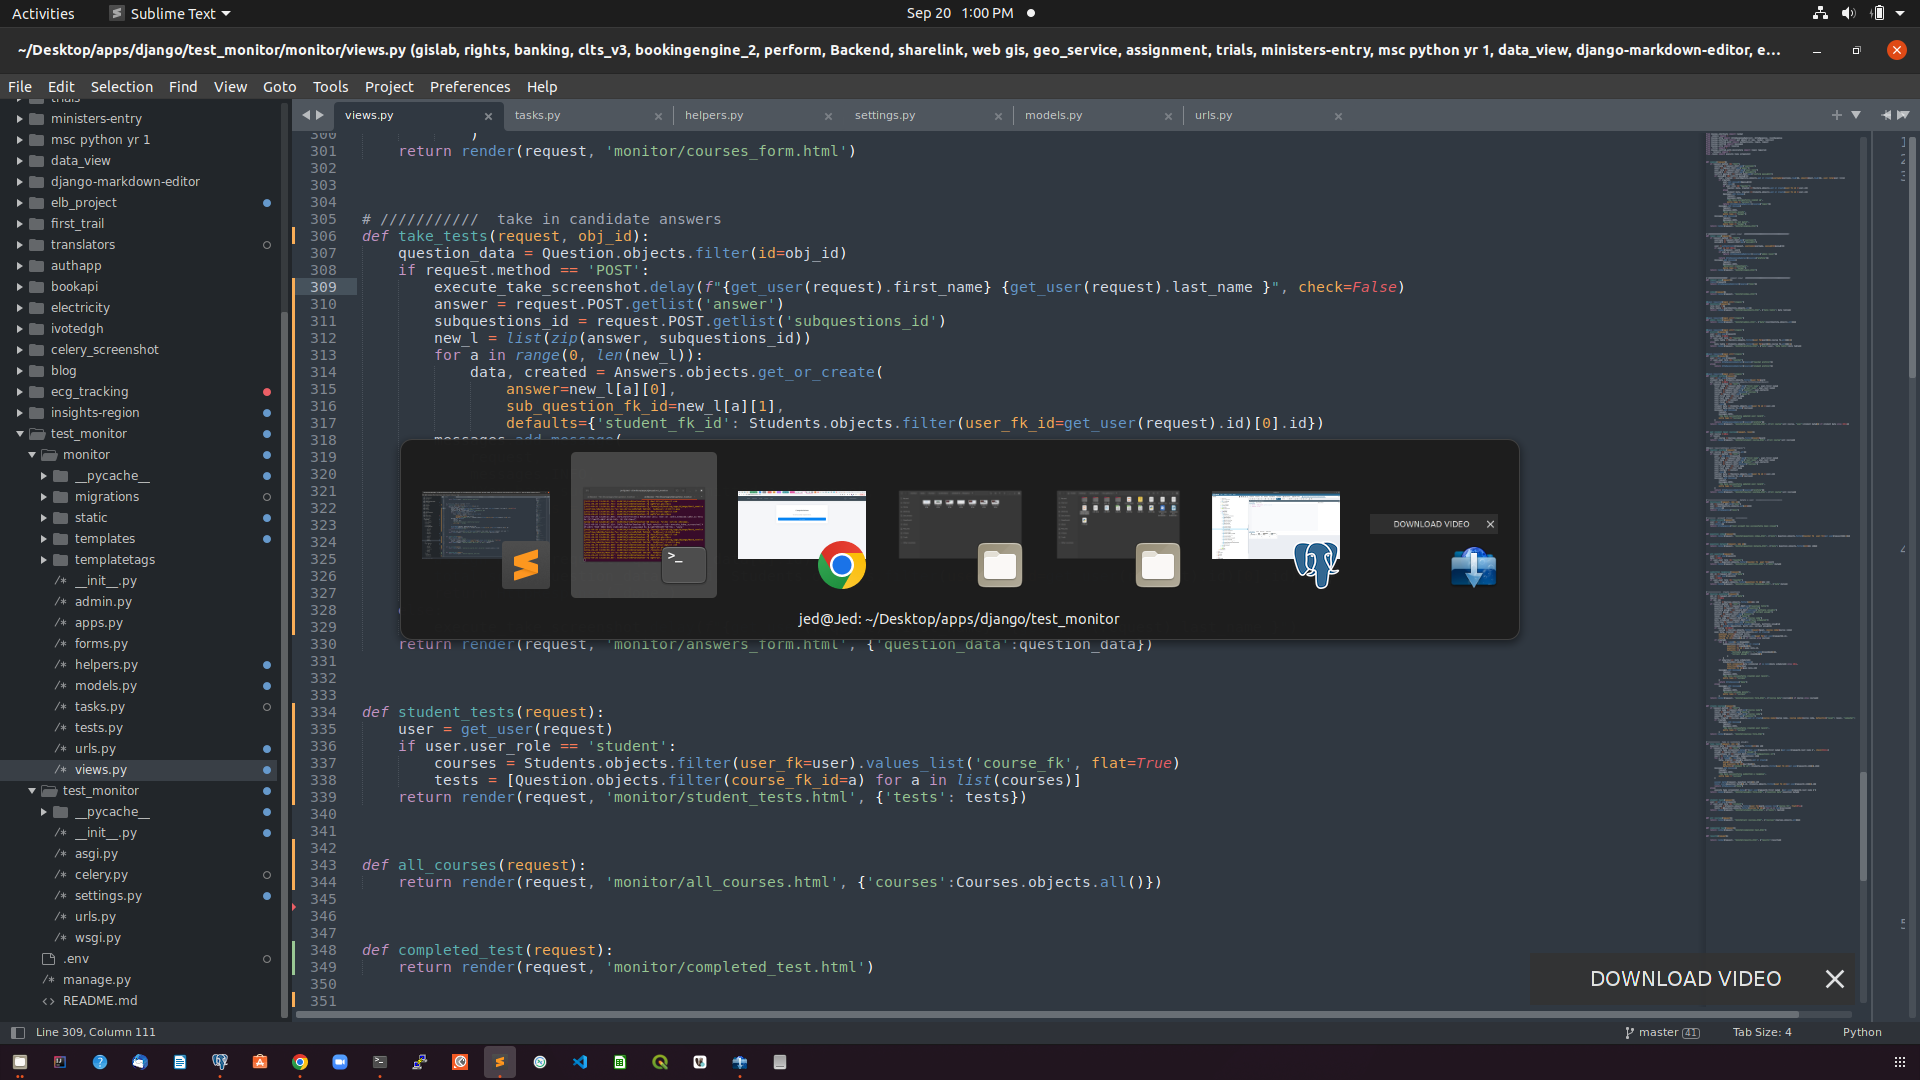 Activities
Sublime Text
Sep 20 1:00 PM
~/Desktop/apps/django/test_monitor/monitor/views.py (gislab, rights, banking, clts_v3, bookingengine_2, perform, Backend, sharelink, web gis, geo_service, assignment, trials, ministers-entry, msc python yr 1, data_view, django-markdown-editor, e...
File Edit Selection Find View Goto Tools Project Preferences Help
trials
ministers-entry
msc python yr 1
data_view
django-markdown-editor
elb_project
first_trail
translators
authapp
bookapi
electricity
ivotedgh
celery_screenshot
blog
ecg_tracking
insights-region
test_monitor
monitor
__pycache__
migrations
static
templates
templatetags
/* __init__.py
/* admin.py
/* apps.py
/* forms.py
/* helpers.py
/* models.py
/* tasks.py
/* tests.py
/* urls.py
/* views.py
test_monitor
__pycache__
/* __init__.py
/* asgi.py
/* celery.py
/* settings.py
/* urls.py
/* wsgi.py
.env
/* manage.py
<> README.md
views.py tasks.py helpers.py settings.py models.py urls.py
300 )
301 return render(request, 'monitor/courses_form.html')
302
303
304
305 # /////////// take in candidate answers
306 def take_tests(request, obj_id):
307 question_data = Question.objects.filter(id=obj_id)
308 if request.method == 'POST':
309 execute_take_screenshot.delay(f"{get_user(request).first_name} {get_user(request).last_name }", check=False)
310 answer = request.POST.getlist('answer')
311 subquestions_id = request.POST.getlist('subquestions_id')
312 new_l = list(zip(answer, subquestions_id))
313 for a in range(0, len(new_l)):
314 data, created = Answers.objects.get_or_create(
315 answer=new_l[a][0],
316 sub_question_fk_id=new_l[a][1],
317 defaults={'student_fk_id': Students.objects.filter(user_fk_id=get_user(request).id)[0].id})
318 messages.add_message(
319
320
321
322
323
324
325
326
327
328
329
330 return render(request, 'monitor/answers_form.html', {'question_data':question_data})
331
332
333
334 def student_tests(request):
335 user = get_user(request)
336 if user.user_role == 'student':
337 courses = Students.objects.filter(user_fk=user).values_list('course_fk', flat=True)
338 tests = [Question.objects.filter(course_fk_id=a) for a in list(courses)]
339 return render(request, 'monitor/student_tests.html', {'tests': tests})
340
341
342
343 def all_courses(request):
344 return render(request, 'monitor/all_courses.html', {'courses':Courses.objects.all()})
345
346
347
348 def completed_test(request):
349 return render(request, 'monitor/completed_test.html')
350
351
DOWNLOAD VIDEO
jed@Jed: ~/Desktop/apps/django/test_monitor
DOWNLOAD VIDEO
Line 309, Column 111
master 41
Tab Size: 4
Python